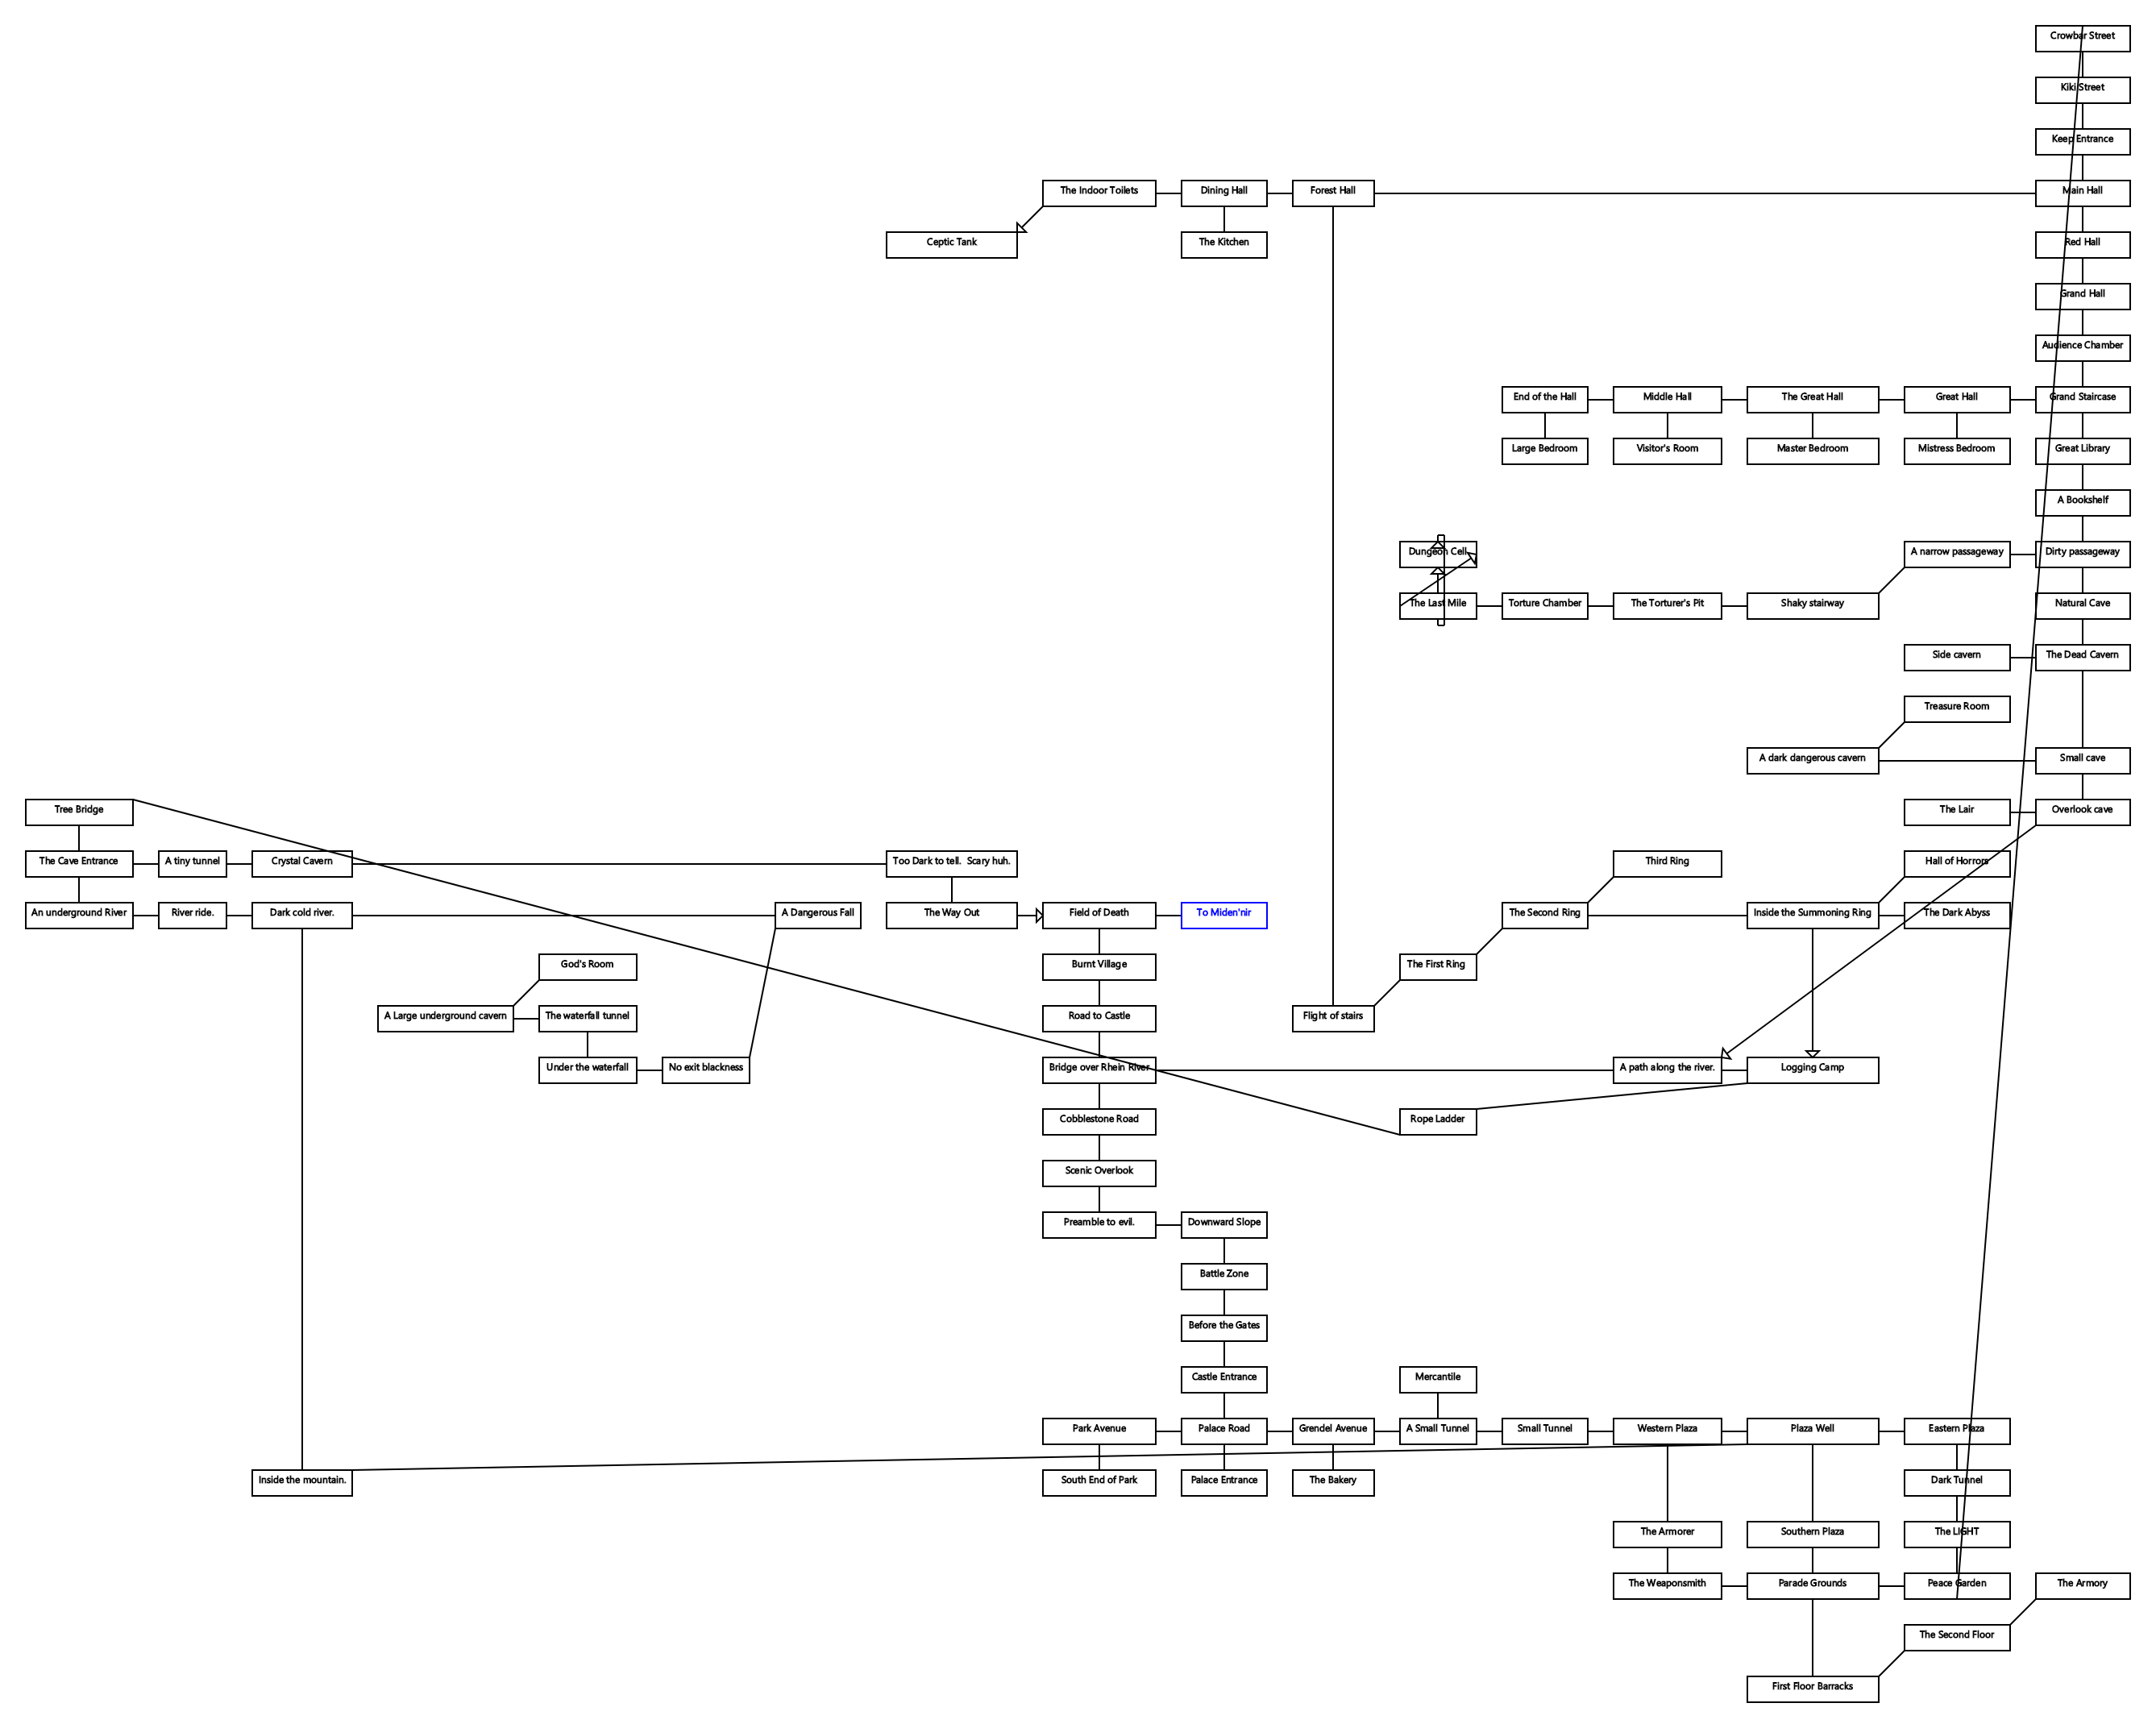 Crowbar Street
Kiki Street
Keep Entrance
The Indoor Toilets
Dining Hall
Forest Hall
Main Hall
Ceptic Tank
The Kitchen
Red Hall
Grand Hall
Audience Chamber
End of the Hall
Middle Hall
The Great Hall
Great Hall
Grand Staircase
Large Bedroom
Visitor's Room
Master Bedroom
Mistress Bedroom
Great Library
A Bookshelf
Dungeon Cell
A narrow passageway
Dirty passageway
The Last Mile
Torture Chamber
The Torturer's Pit
Shaky stairway
Natural Cave
Side cavern
The Dead Cavern
Treasure Room
A dark dangerous cavern
Small cave
Tree Bridge
The Lair
Overlook cave
The Cave Entrance
A tiny tunnel
Crystal Cavern
Too Dark to tell.  Scary huh.
Third Ring
Hall of Horrors
An underground River
River ride.
Dark cold river.
A Dangerous Fall
The Way Out
Field of Death
To Miden'nir
The Second Ring
Inside the Summoning Ring
The Dark Abyss
God's Room
Burnt Village
The First Ring
A Large underground cavern
The waterfall tunnel
Road to Castle
Flight of stairs
Under the waterfall
No exit blackness
Bridge over Rhein River
A path along the river.
Logging Camp
Cobblestone Road
Rope Ladder
Scenic Overlook
Preamble to evil.
Downward Slope
Battle Zone
Before the Gates
Castle Entrance
Mercantile
Park Avenue
Palace Road
Grendel Avenue
A Small Tunnel
Small Tunnel
Western Plaza
Plaza Well
Eastern Plaza
Inside the mountain.
South End of Park
Palace Entrance
The Bakery
Dark Tunnel
The Armorer
Southern Plaza
The LIGHT
The Weaponsmith
Parade Grounds
Peace Garden
The Armory
The Second Floor
First Floor Barracks